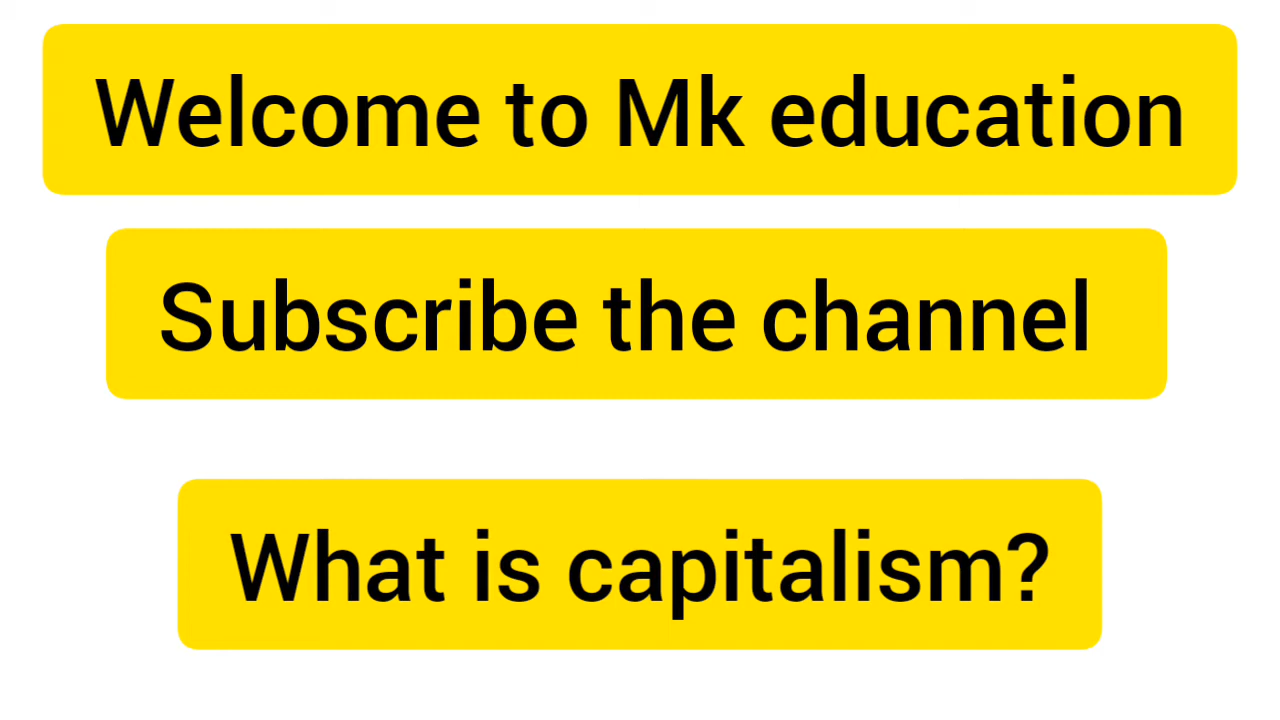 Welcome to Mk education
Subscribe the channel
What is capitalism?